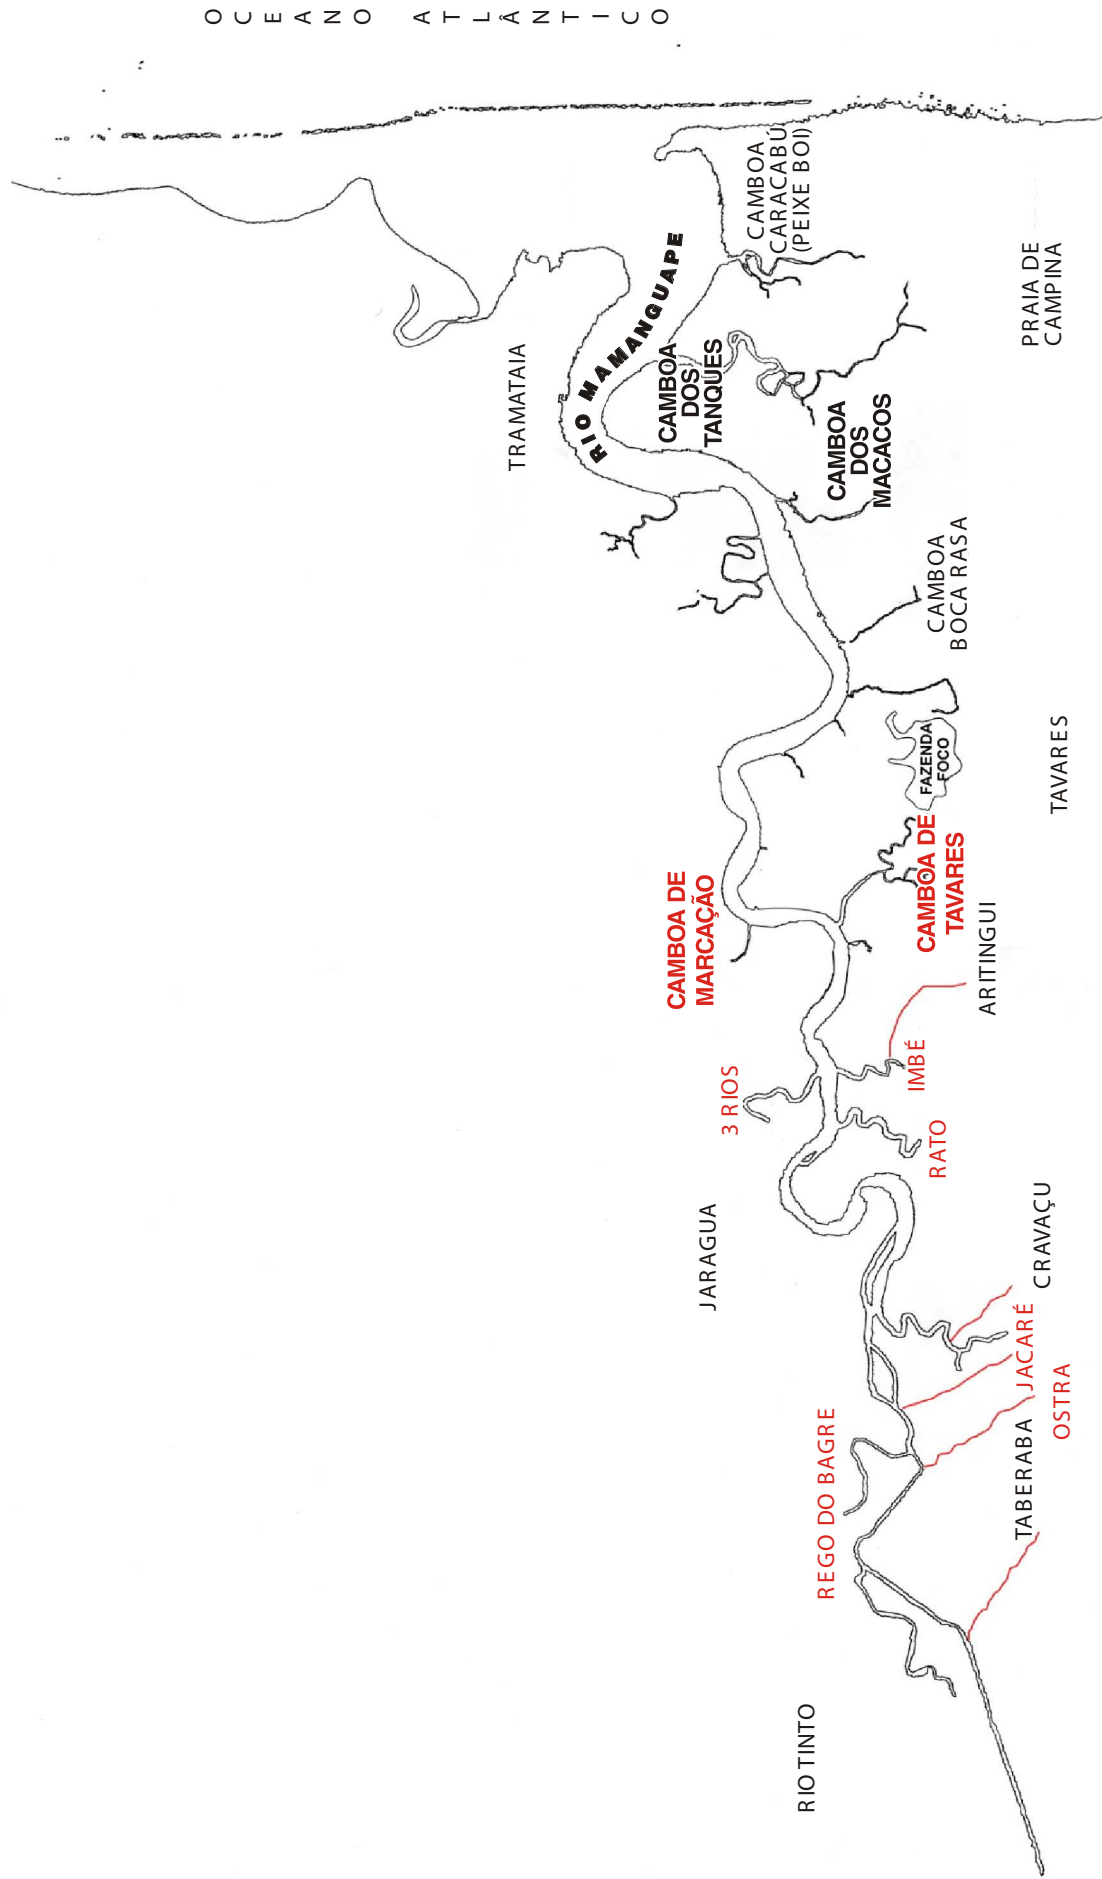 OCEANO ATLÂNTICO
CAMBOA
CARACABÚ
(PEIXE BOI)
PRAIA DE
CAMPINA
RIO MAMANGUAPE
TRAMATAIA
CAMBOA
DOS
TANQUES
CAMBOA
DOS
MACACOS
CAMBOA
BOCA RASA
FAZENDA
FOCO
TAVARES
CAMBOA DE
MARCAÇÃO
CAMBOA DE
TAVARES
ARITINGUI
3 RIOS
IMBÉ
RATO
JARAGUA
CRAVAÇU
JACARÉ
OSTRA
TABERABA
REGO DO BAGRE
RIO TINTO